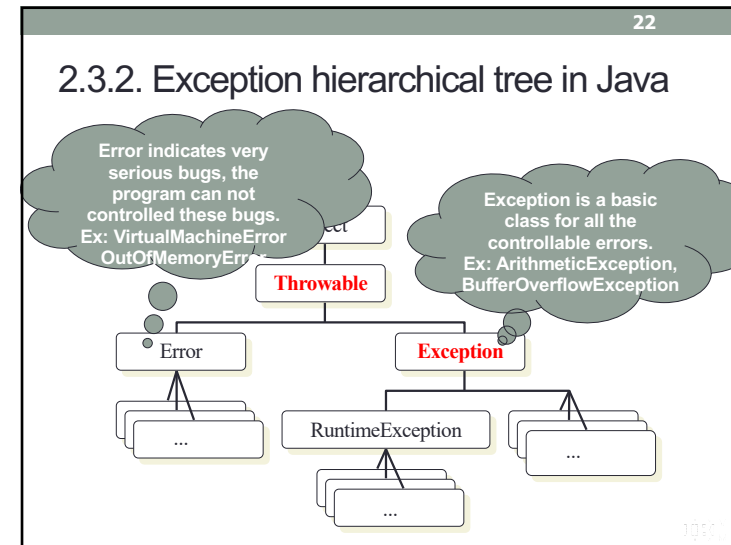 22
2.3.2. Exception hierarchical tree in Java
Error indicates very
serious bugs, the
program can not
controlled these bugs.
Ex: VirtualMachineError
OutOfMemoryError
Exception is a basic
class for all the
controllable errors.
Ex: ArithmeticException,
BufferOverflowException
Throwable
Error
Exception
...
RuntimeException
...
...